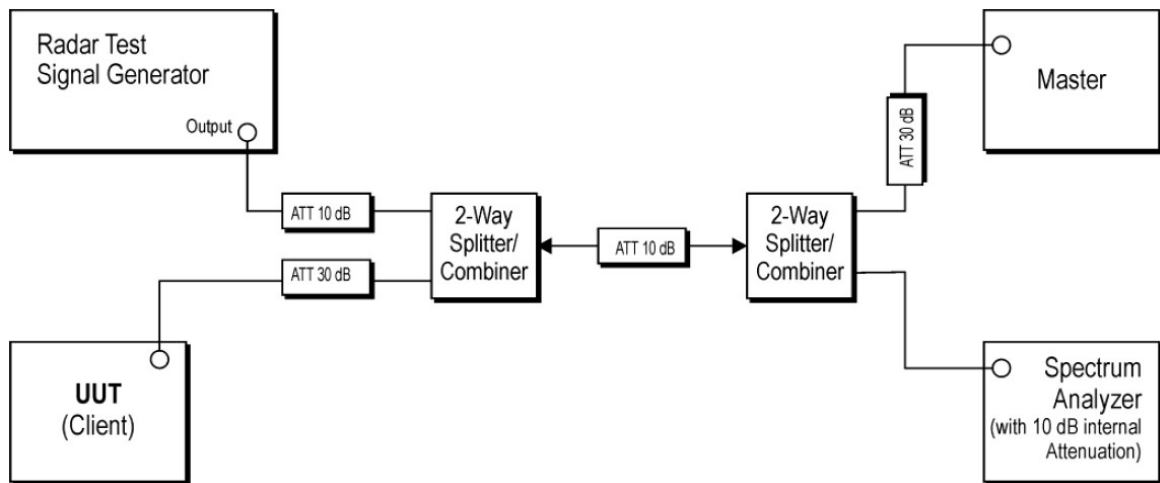 Radar Test
Signal Generator
Output
ATT 10 dB
ATT 30 dB
UUT
(Client)
2-Way
Splitter/
Combiner
ATT 10 dB
2-Way
Splitter/
Combiner
ATT 30 dB
Master
Spectrum
Analyzer
(with 10 dB internal
Attenuation)